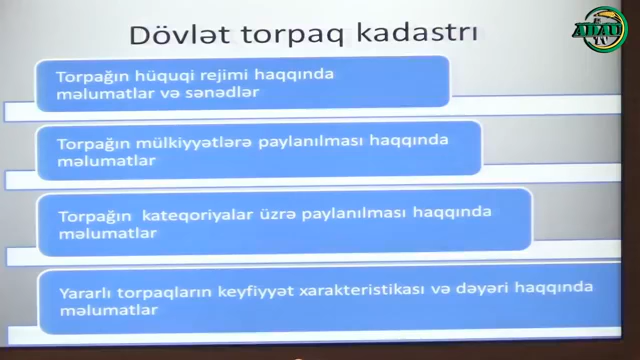 Dövlət torpaq kadastrı
Torpağın hüquqi rejimi haqqında
məlumatlar və sənədlər
Torpağın mülkiyyətlərə paylanılması haqqında
məlumatlar
Torpağın kateqoriyalar üzrə paylanılması haqqında
məlumatlar
Yararlı torpaqların keyfiyyət xarakteristikası və dəyəri haqqında
məlumatlar